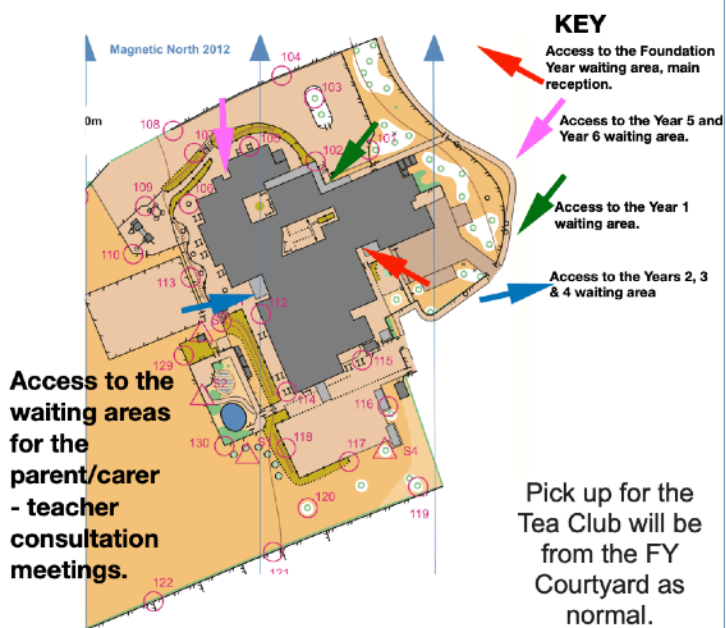 KEY
Access to the Foundation
Year waiting area, main
reception.
Access to the Year 5 and
Year 6 waiting area.
Access to the Year 1
waiting area.
Access to the Years 2, 3
& 4 waiting area
Magnetic North 2012
0m
104
103
108
105
102
109
106
110
113
112
129
S2
115
114
116
130
118
117
S4
120
119
121
122
Access to the
waiting areas
for the
parent/carer
- teacher
consultation
meetings.
Pick up for the
Tea Club will be
from the FY
Courtyard as
normal.